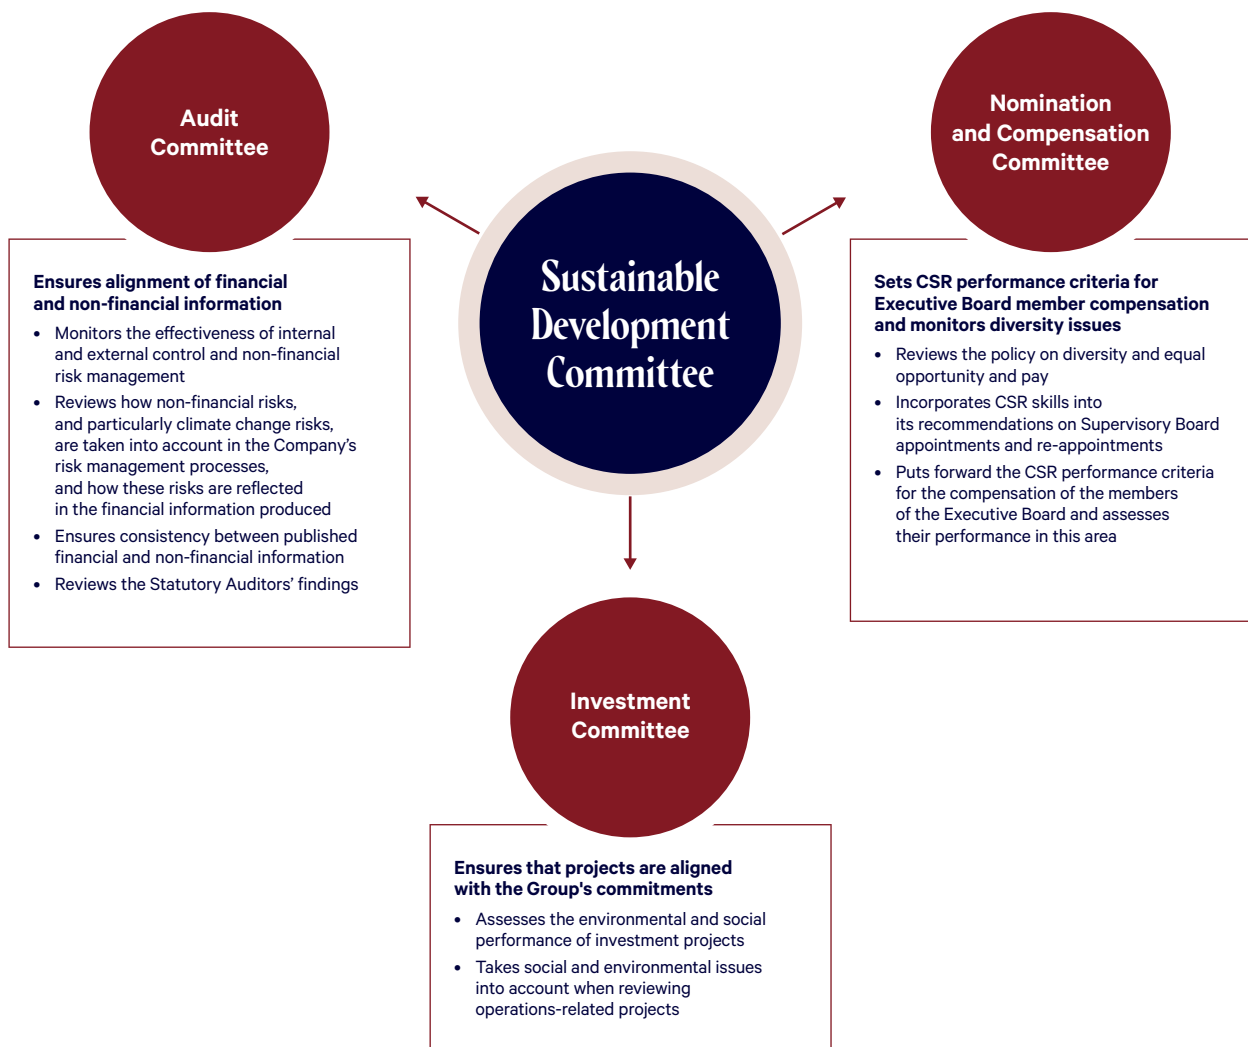 Audit
Committee
Ensures alignment of financial
and non-financial information
• Monitors the effectiveness of internal
and external control and non-financial
risk management
• Reviews how non-financial risks,
and particularly climate change risks,
are taken into account in the Company’s
risk management processes,
and how these risks are reflected
in the financial information produced
• Ensures consistency between published
financial and non-financial information
• Reviews the Statutory Auditors’ findings
Sustainable
Development
Committee
Nomination
and Compensation
Committee
Sets CSR performance criteria for
Executive Board member compensation
and monitors diversity issues
• Reviews the policy on diversity and equal
opportunity and pay
• Incorporates CSR skills into
its recommendations on Supervisory Board
appointments and re-appointments
• Puts forward the CSR performance criteria
for the compensation of the members
of the Executive Board and assesses
their performance in this area
Investment
Committee
Ensures that projects are aligned
with the Group's commitments
• Assesses the environmental and social
performance of investment projects
• Takes social and environmental issues
into account when reviewing
operations-related projects